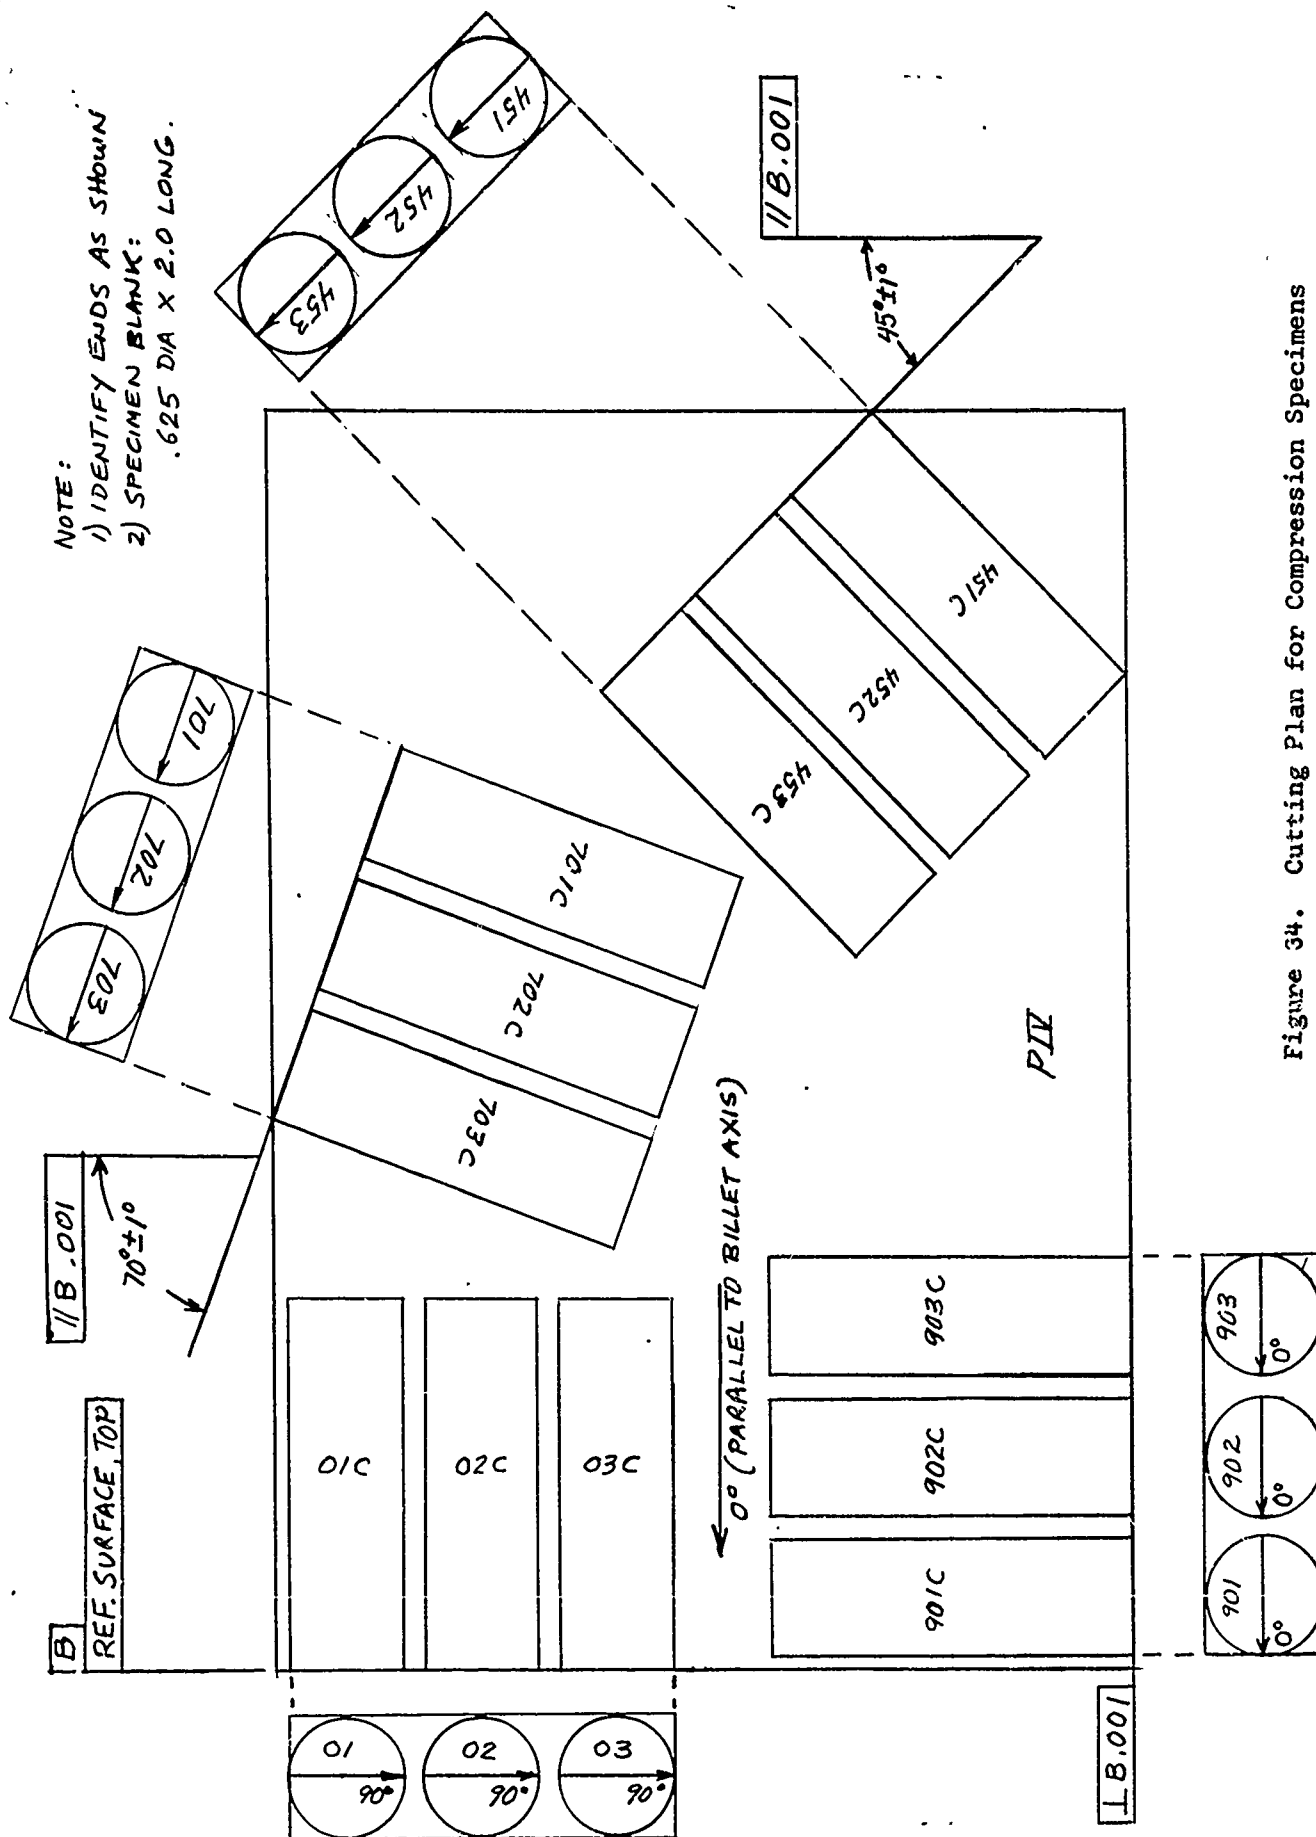 NOTE:
1) IDENTIFY ENDS AS SHOWN
2) SPECIMEN BLANK:
.625 DIA X 2.0 LONG.
B
REF. SURFACE, TOP
// B .001
70°±1°
703
702
701
453
452
451
// B .001
45°±1°
01
90°
02
90°
03
90°
01C
02C
03C
703C
702C
701C
453C
452C
451C
0° (PARALLEL TO BILLET AXIS)
PIV
901C
902C
903C
⊥ B .001
901
0°
902
0°
903
0°
Figure 34. Cutting Plan for Compression Specimens